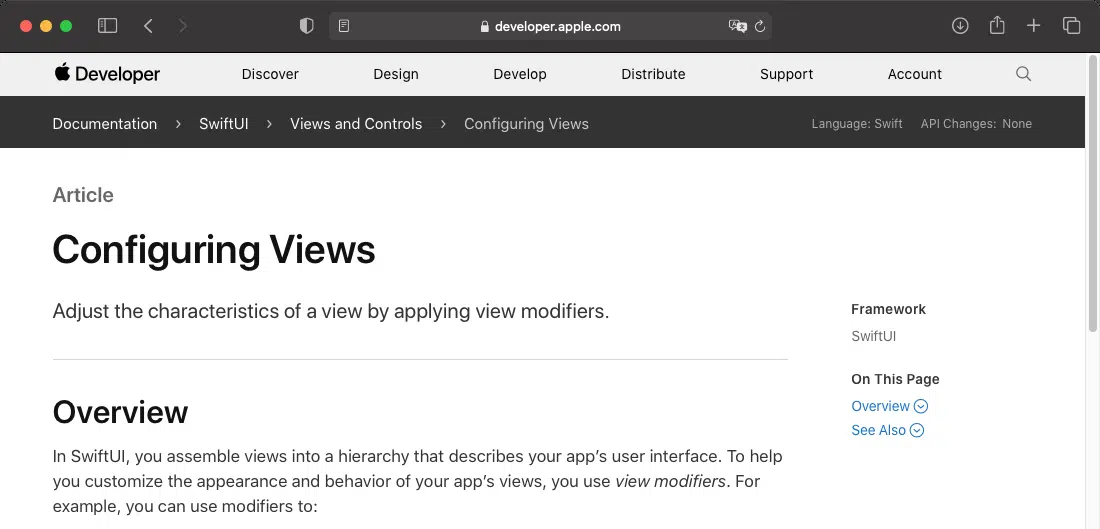 developer.apple.com
Developer Discover Design Develop Distribute Support Account
Documentation › SwiftUI › Views and Controls › Configuring Views Language: Swift API Changes: None
Article
Configuring Views
Adjust the characteristics of a view by applying view modifiers.
Framework
SwiftUI
On This Page
Overview
See Also
Overview
In SwiftUI, you assemble views into a hierarchy that describes your app’s user interface. To help
you customize the appearance and behavior of your app’s views, you use view modifiers. For
example, you can use modifiers to: